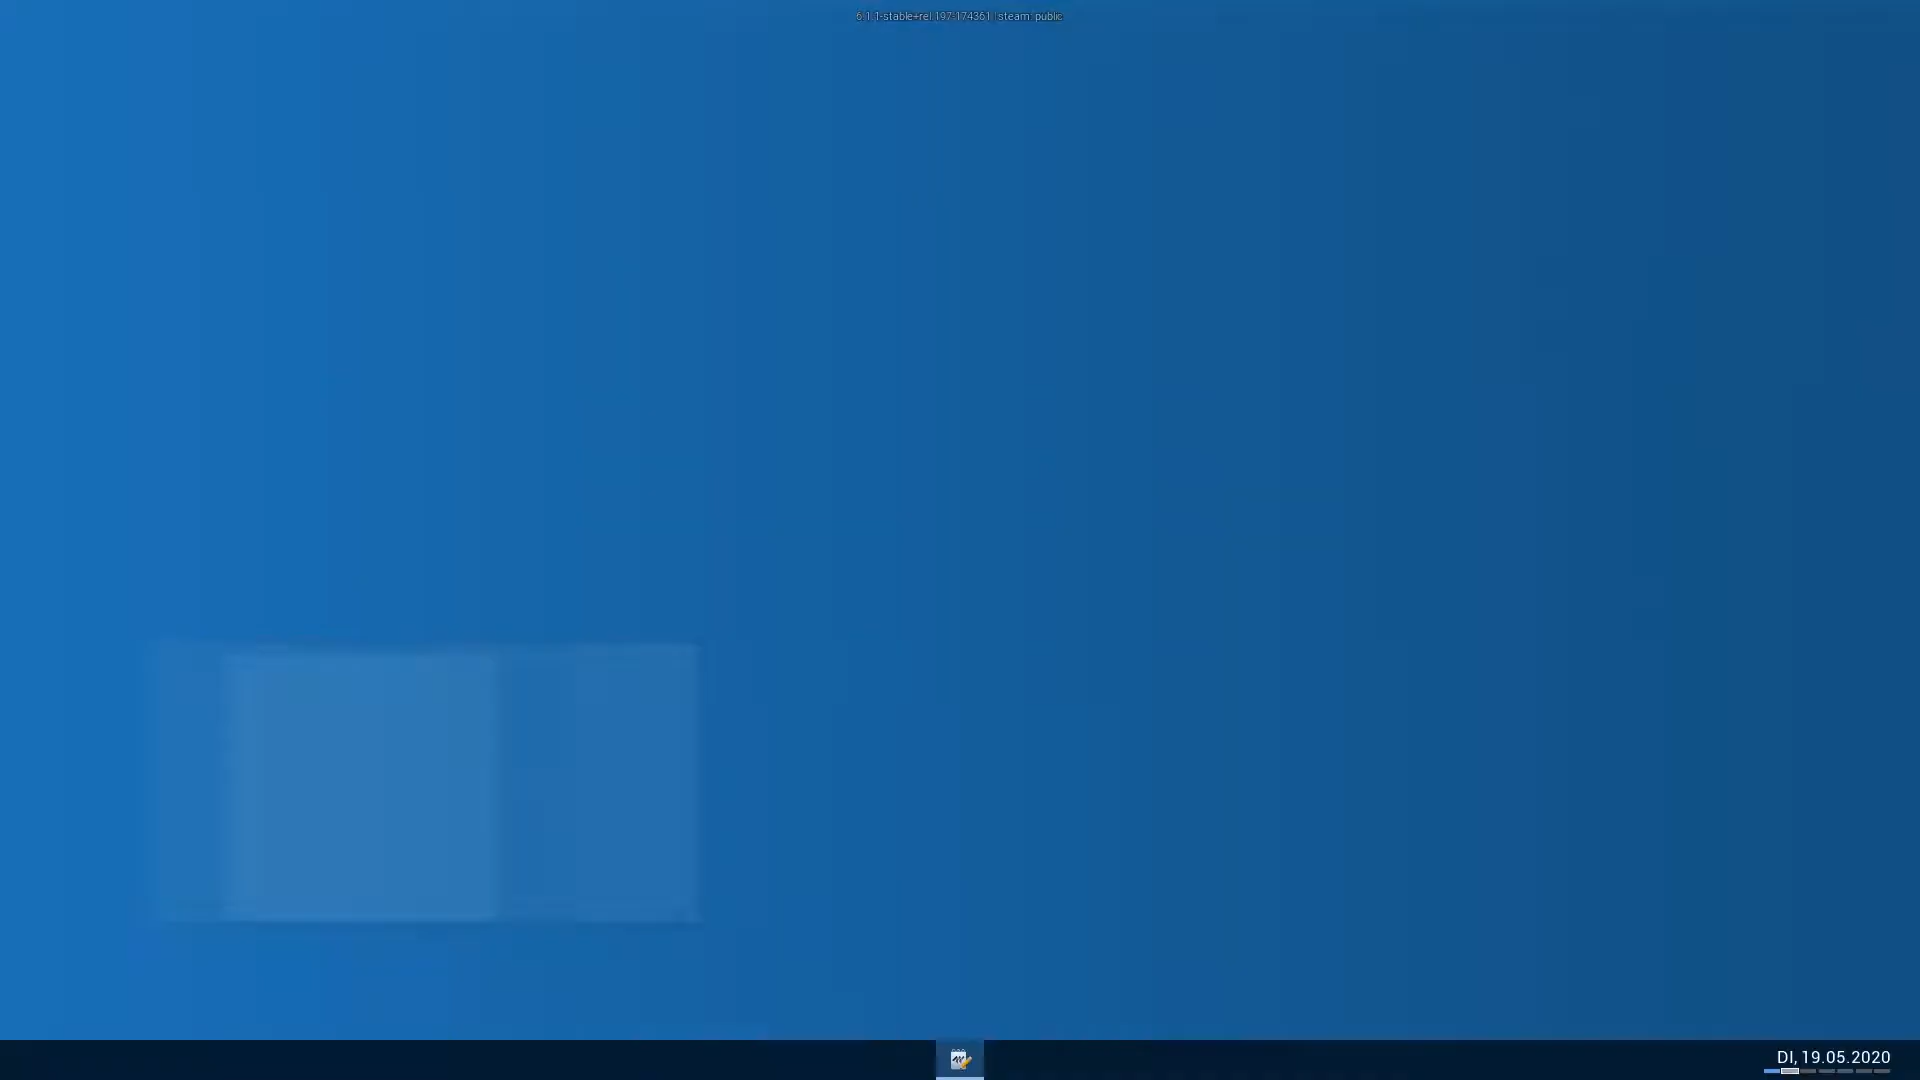 6.1.1-stable+rel.197-174361 | steam: public
DI, 19.05.2020